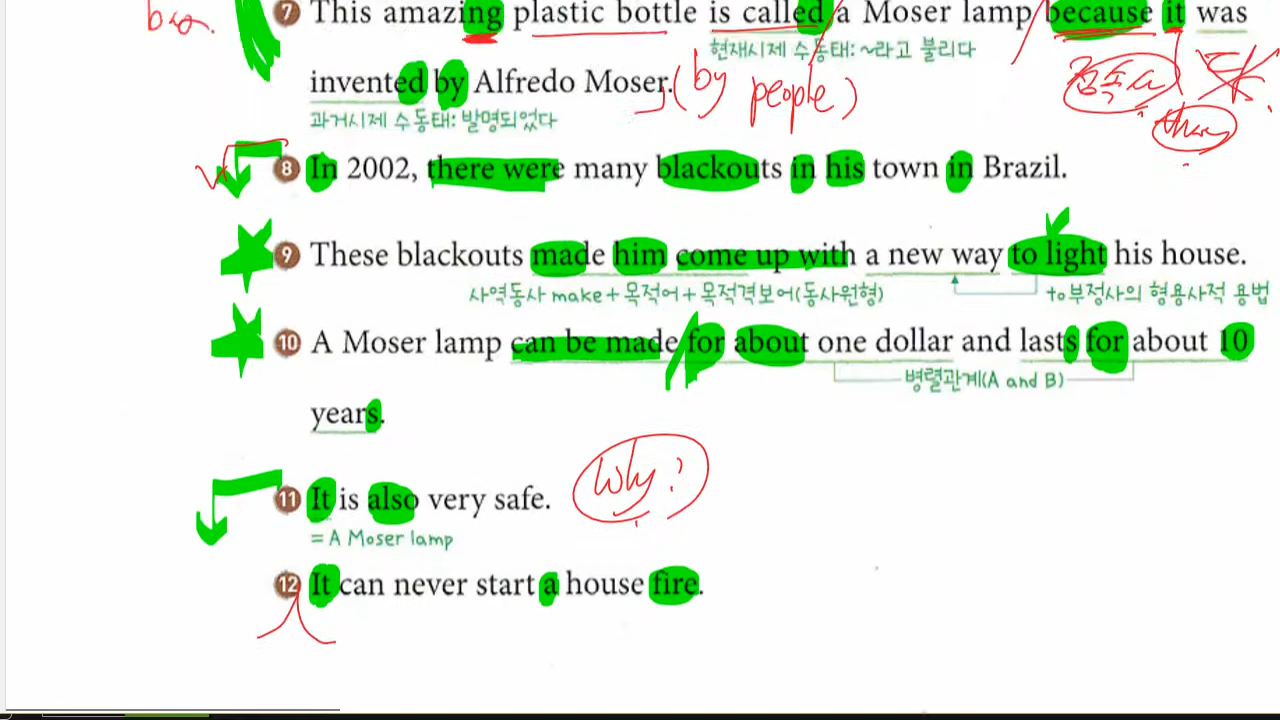 ⑦ This amazing plastic bottle is called a Moser lamp because it was
현재시제 수동태: ~라고 불리다
invented by Alfredo Moser. (by people)
접속사
than
과거시제 수동태: 발명되었다
⑧ In 2002, there were many blackouts in his town in Brazil.
⑨ These blackouts made him come up with a new way to light his house.
사역동사 make + 목적어 + 목적격보어(동사원형) to부정사의 형용사적 용법
⑩ A Moser lamp can be made for about one dollar and lasts for about 10
병렬관계(A and B)
years.
⑪ It is also very safe. Why?
= A Moser lamp
⑫ It can never start a house fire.